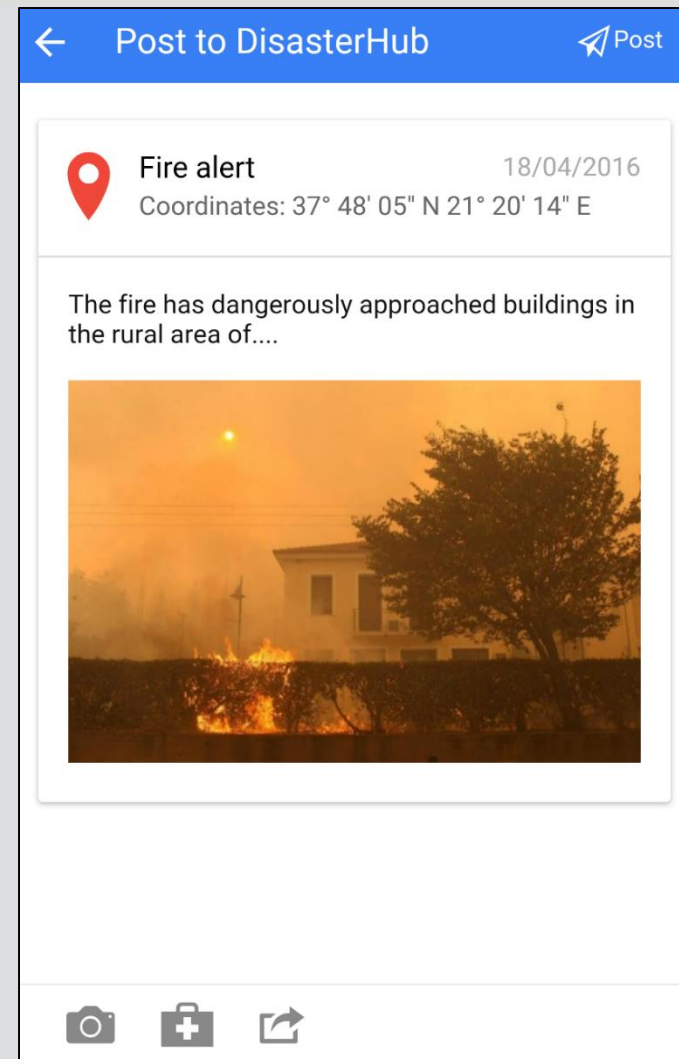 Post to DisasterHub
Post
Fire alert
18/04/2016
Coordinates: 37° 48' 05" N 21° 20' 14" E
The fire has dangerously approached buildings in
the rural area of....